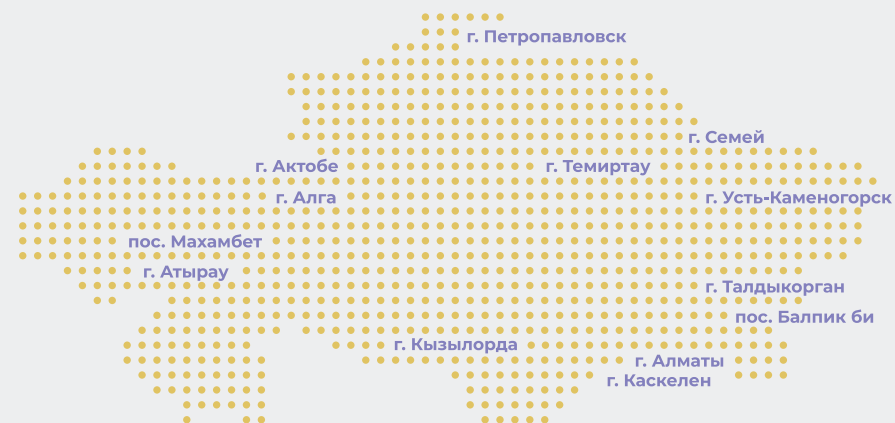 г. Петропавловск
г. Семей
г. Актобе
г. Темиртау
г. Алга
г. Усть-Каменогорск
пос. Махамбет
г. Атырау
г. Талдыкорган
пос. Балпик би
г. Кызылорда
г. Алматы
г. Каскелен